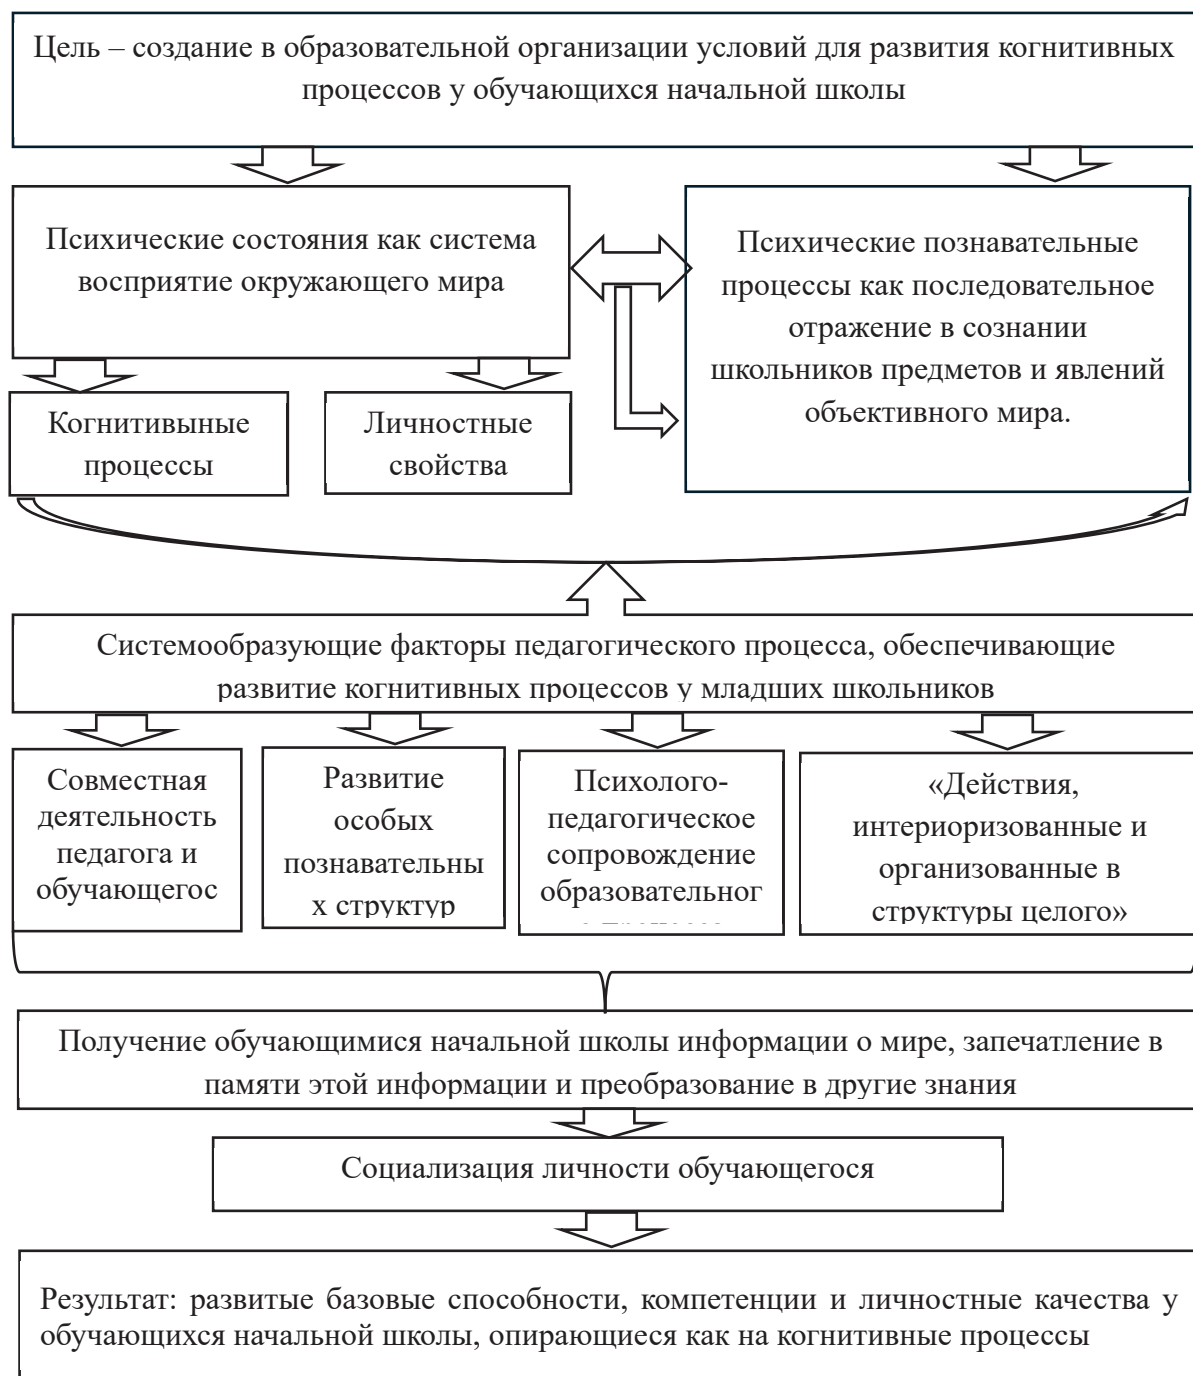 Цель – создание в образовательной организации условий для развития когнитивных
процессов у обучающихся начальной школы
Психические состояния как система
восприятие окружающего мира
Психические познавательные
процессы как последовательное
отражение в сознании
школьников предметов и явлений
объективного мира.
Когнитивыные
процессы
Личностные
свойства
Системообразующие факторы педагогического процесса, обеспечивающие
развитие когнитивных процессов у младших школьников
Совместная
деятельность
педагога и
обучающегос
Развитие
особых
познавательны
х структур
Психолого-
педагогическое
сопровождение
образовательног
«Действия,
интериоризованные и
организованные в
структуры целого»
Получение обучающимися начальной школы информации о мире, запечатление в
памяти этой информации и преобразование в другие знания
Социализация личности обучающегося
Результат: развитые базовые способности, компетенции и личностные качества у
обучающихся начальной школы, опирающиеся как на когнитивные процессы